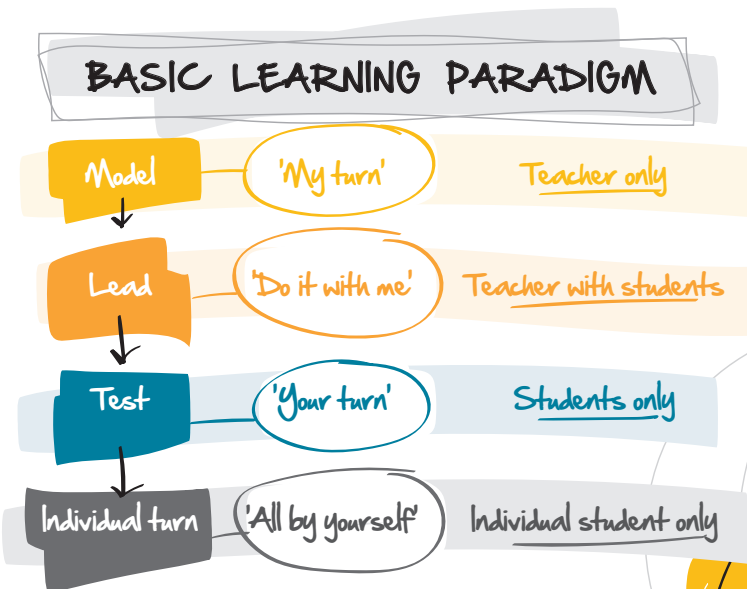 BASIC LEARNING PARADIGM
Model 'My turn' Teacher only
Lead 'Do it with me' Teacher with students
Test 'Your turn' Students only
Individual turn 'All by yourself' Individual student only